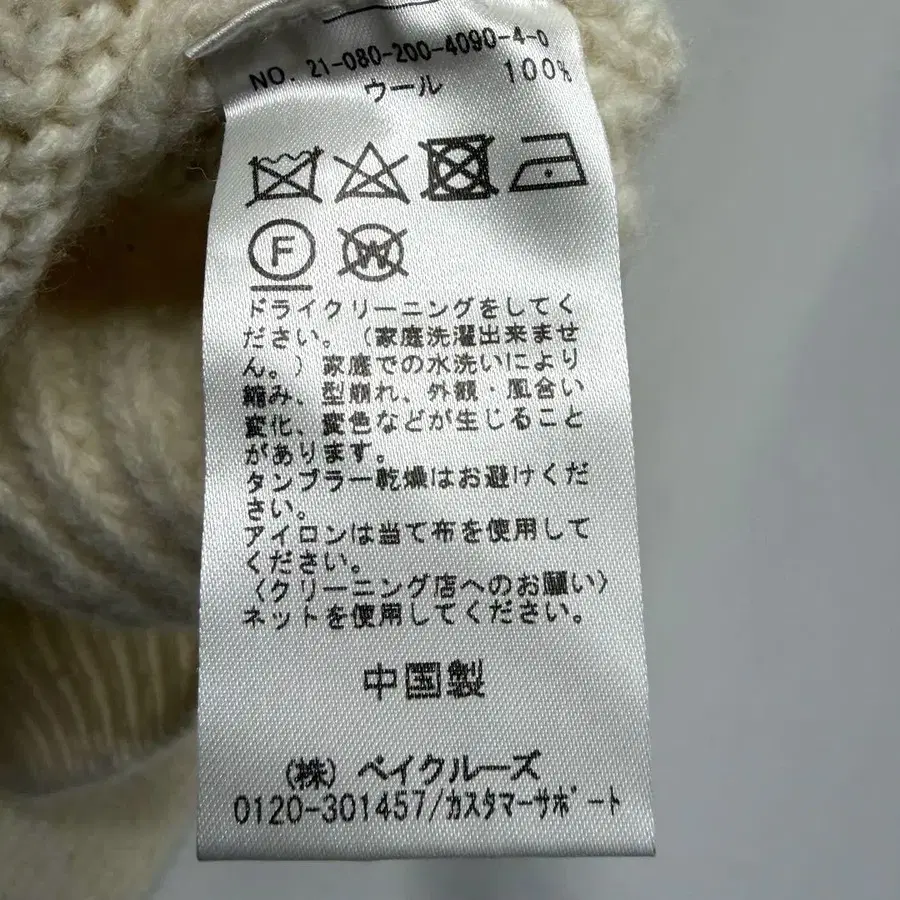 NO. 21-080-200-4090-4-0
ウール 100%
F
W
ドライクリーニングをしてく
ださい。(家庭洗濯出来ませ
ん。)家庭での水洗いにより
縮み、型崩れ、外観・風合い
変化、変色などが生じること
があります。
タンブラー乾燥はお避けくだ
さい。
アイロンは当て布を使用して
ください。
〈クリーニング店へのお願い〉
ネットを使用してください。
中国製
(株)ベイクルーズ
0120-301457/カスタマーサポート